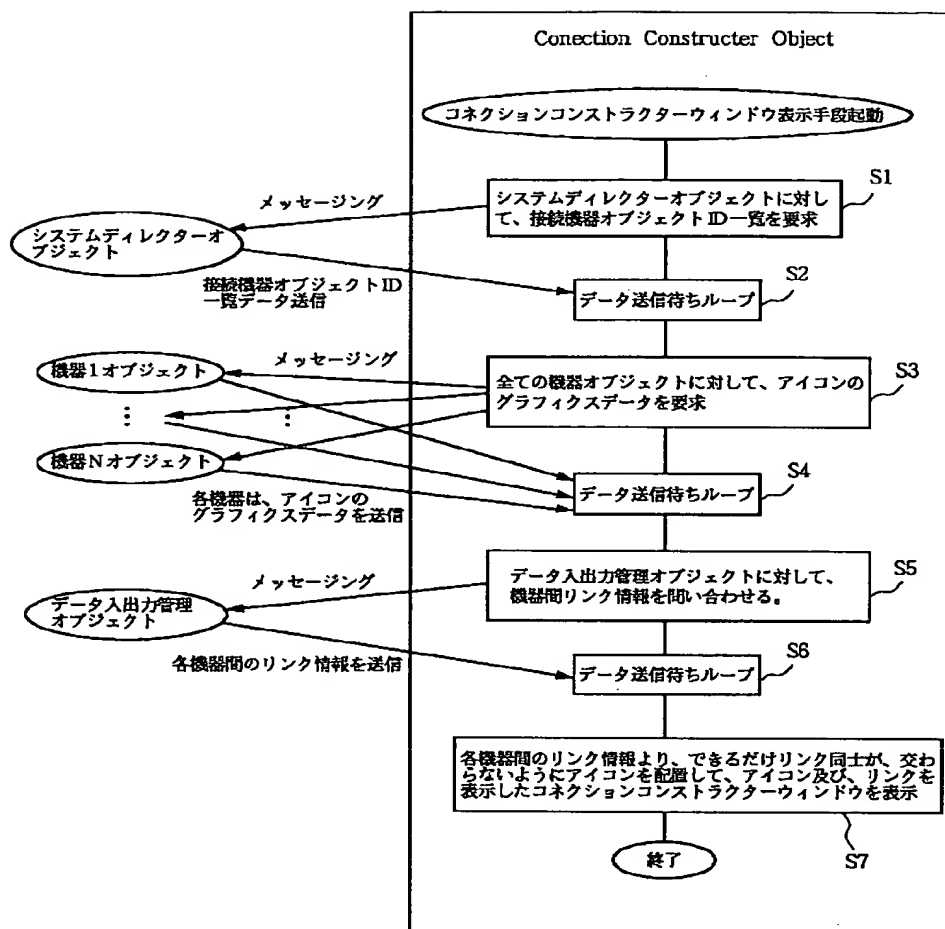 Conection Constructer Object
コネクションコンストラクターウィンドウ表示手段起動
S1
システムディレクターオブジェクトに対し
て、接続機器オブジェクトID一覧を要求
メッセージング
システムディレクターオ
ブジェクト
接続機器オブジェクトID
一覧データ送信
S2
データ送信待ちループ
メッセージング
機器1オブジェクト
S3
全ての機器オブジェクトに対して、アイコンの
グラフィクスデータを要求
機器Nオブジェクト
各機器は、アイコンの
グラフィクスデータを送信
S4
データ送信待ちループ
メッセージング
S5
データ入出力管理オブジェクトに対して、
機器間リンク情報を問い合わせる。
データ入出力管理
オブジェクト
各機器間のリンク情報を送信
S6
データ送信待ちループ
各機器間のリンク情報より、できるだけリンク同士が、交わ
らないようにアイコンを配置して、アイコン及び、リンクを
表示したコネクションコンストラクターウィンドウを表示
S7
終了